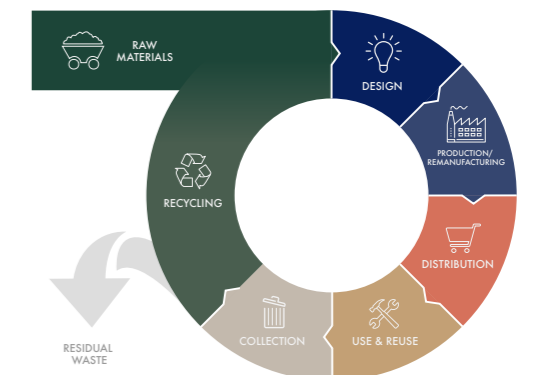 RAW
MATERIALS
DESIGN
PRODUCTION/
REMANUFACTURING
DISTRIBUTION
USE & REUSE
COLLECTION
RECYCLING
RESIDUAL
WASTE